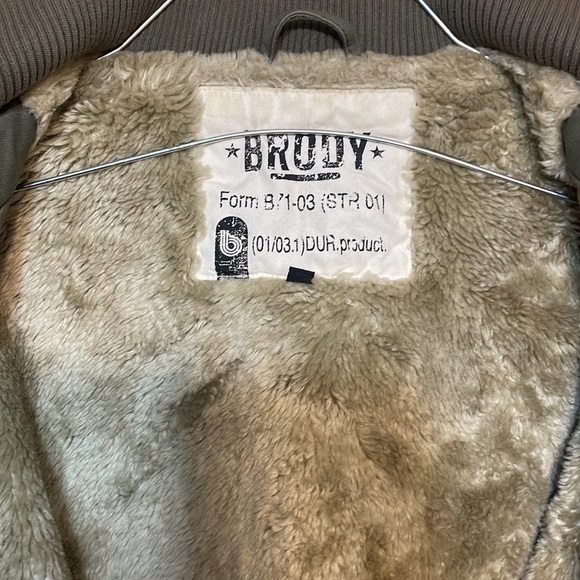 ★BRODY★
Form B71-03 (STR 01)
b (01/03.1)DUR.product.